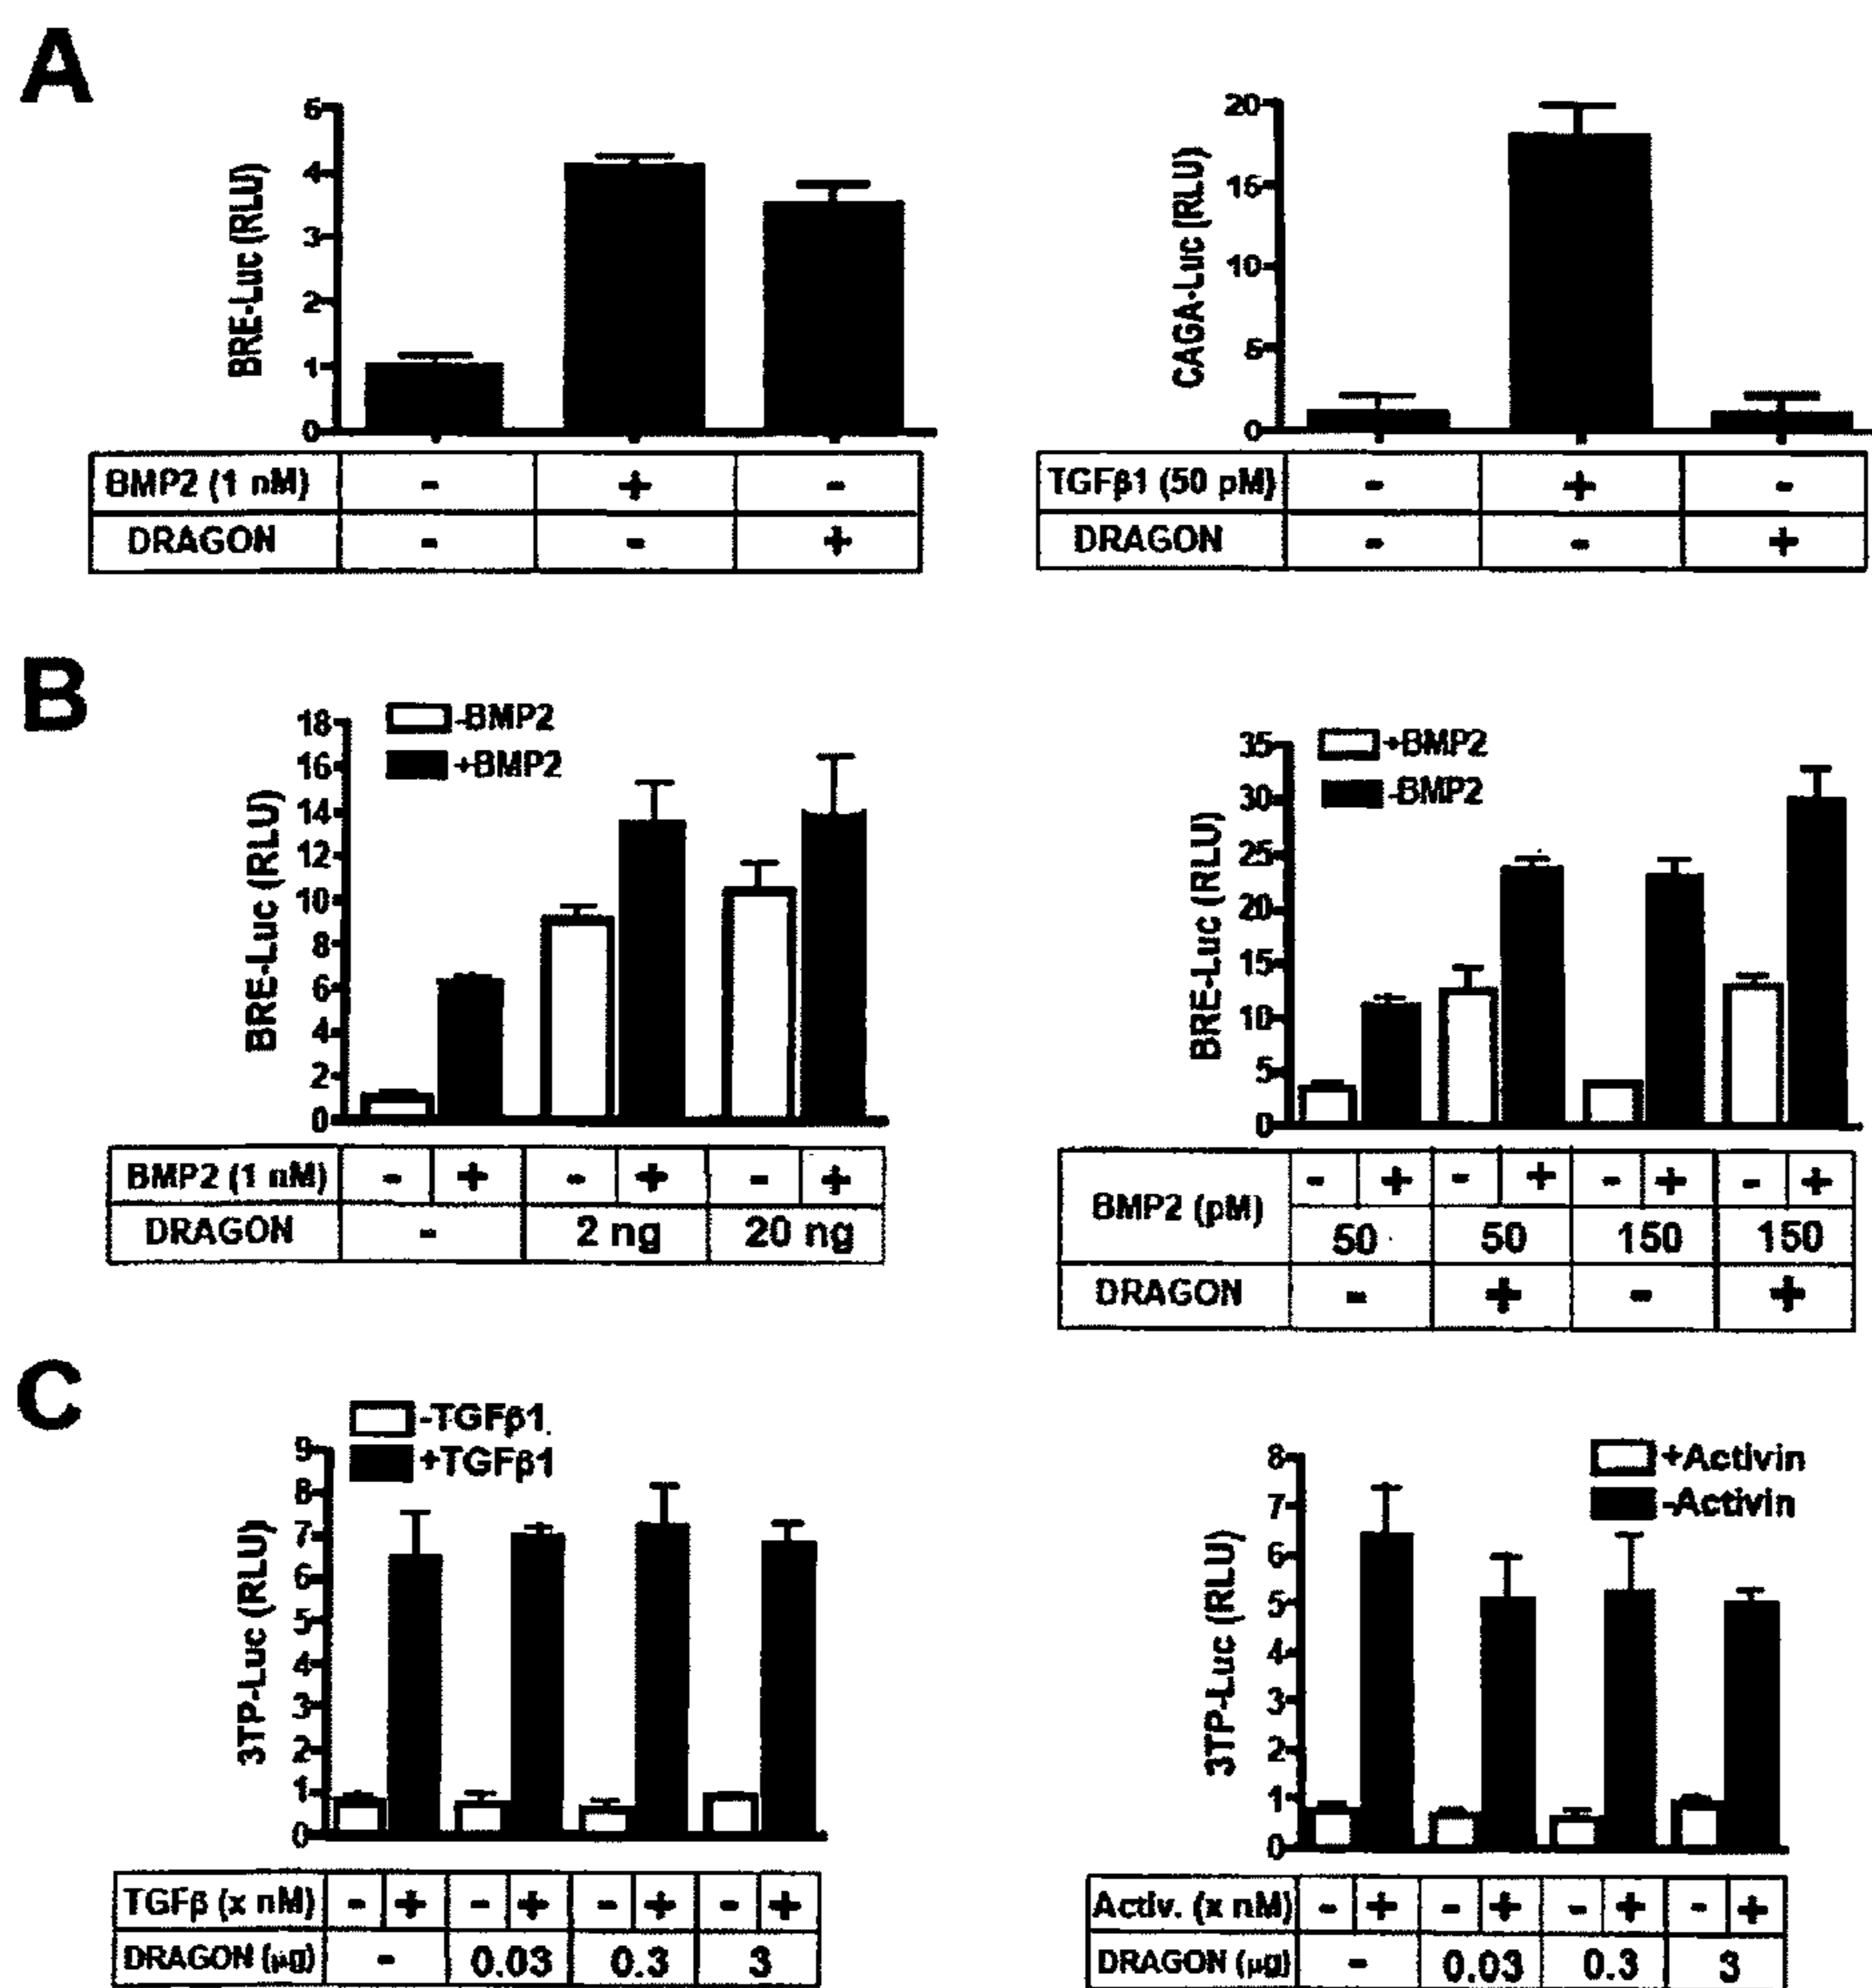 A
BRE-Luc (RLU)
5
4
3
2
1
0
BMP2 (1 nM) - + -
DRAGON - - +
CAGA-Luc (RLU)
20
15
10
5
0
TGFβ1 (50 pM) - + -
DRAGON - - +
B
-BMP2
+BMP2
BRE-Luc (RLU)
18
16
14
12
10
8
6
4
2
0
BMP2 (1 nM) - + - + - +
DRAGON - 2 ng 20 ng
+BMP2
-BMP2
BRE-Luc (RLU)
35
30
25
20
15
10
5
0
BMP2 (pM) - + - + - + - +
50 50 150 150
DRAGON - + - +
C
-TGFβ1
+TGFβ1
3TP-Luc (RLU)
9
8
7
6
5
4
3
2
1
0
TGFβ (x nM) - + - + - + - +
DRAGON (μg) - 0.03 0.3 3
+Activin
-Activin
3TP-Luc (RLU)
8
7
6
5
4
3
2
1
0
Activ. (x nM) - + - + - + - +
DRAGON (μg) - 0.03 0.3 3